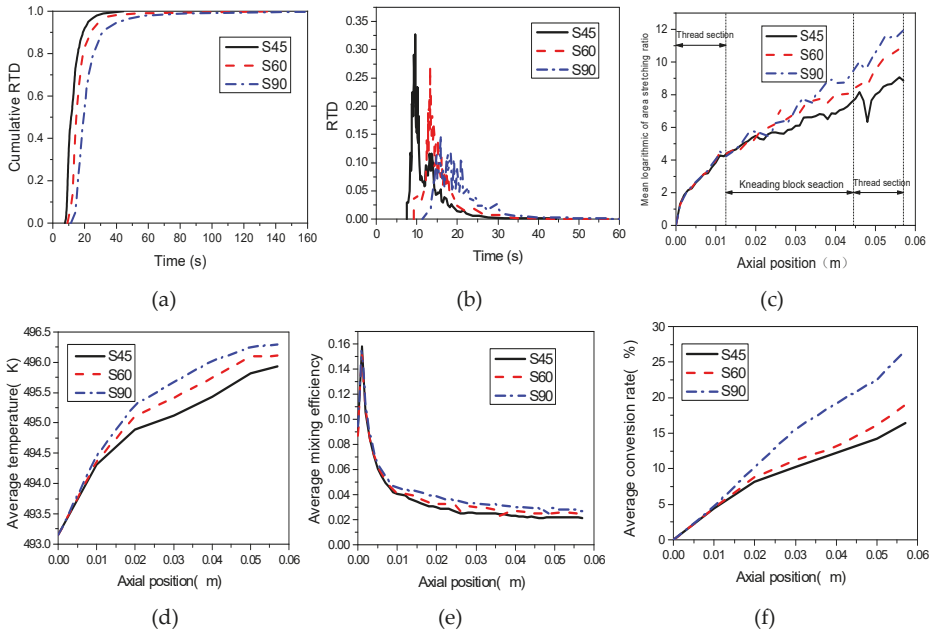 1.0
0.8
0.6
0.4
0.2
0.0
Cumulative RTD
S45
S60
S90
0 20 40 60 80 100 120 140 160
Time (s)
(a)
0.35
0.30
0.25
0.20
0.15
0.10
0.05
0.00
RTD
S45
S60
S90
0 10 20 30 40 50 60
Time (s)
(b)
14
12
10
8
6
4
2
0
Mean logarithmic of area stretching ratio
Thread section
S45
S60
S90
Kneading block seaction
Thread section
0.00 0.01 0.02 0.03 0.04 0.05 0.06
Axial position（m）
(c)
496.5
496.0
495.5
495.0
494.5
494.0
493.5
493.0
Average temperature( K)
S45
S60
S90
0.00 0.01 0.02 0.03 0.04 0.05 0.06
Axial position( m)
(d)
0.16
0.14
0.12
0.10
0.08
0.06
0.04
0.02
0.00
Average mixing efficiency
S45
S60
S90
0.00 0.01 0.02 0.03 0.04 0.05 0.06
Axial position( m)
(e)
30
25
20
15
10
5
0
Average conversion rate( %)
S45
S60
S90
0.00 0.01 0.02 0.03 0.04 0.05 0.06
Axial position( m)
(f)